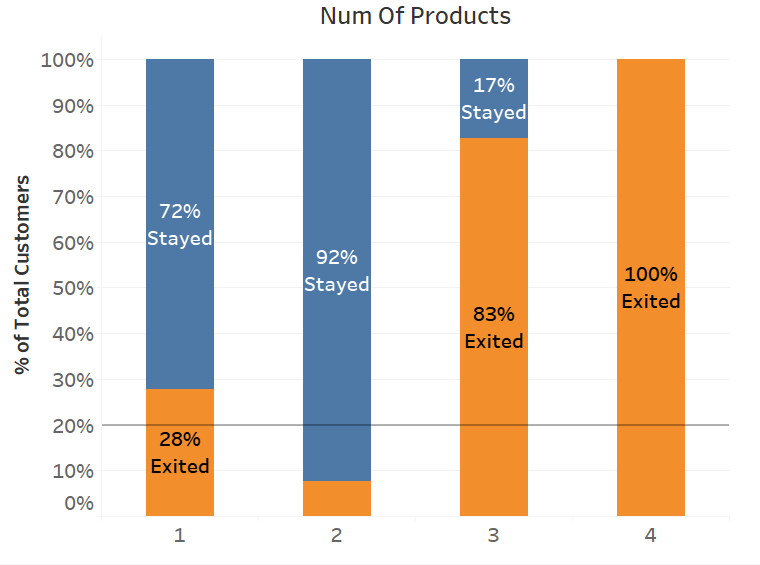 Num Of Products
% of Total Customers
100%
90%
80%
70%
60%
50%
40%
30%
20%
10%
0%
72%
Stayed
28%
Exited
92%
Stayed
17%
Stayed
83%
Exited
100%
Exited
1
2
3
4